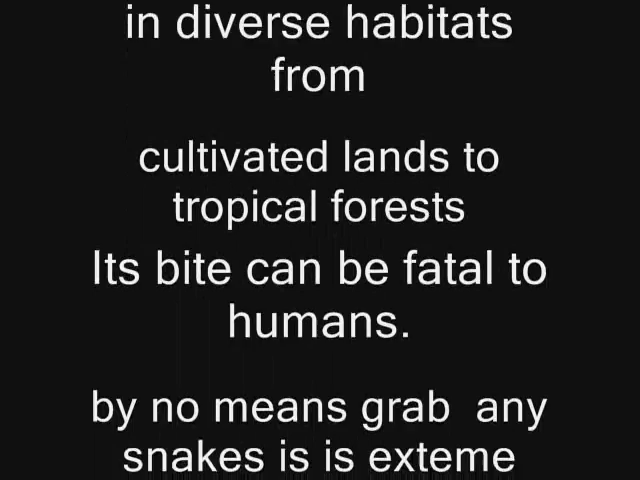 in diverse habitats
from
cultivated lands to
tropical forests
Its bite can be fatal to
humans.
by no means grab  any
snakes is is exteme